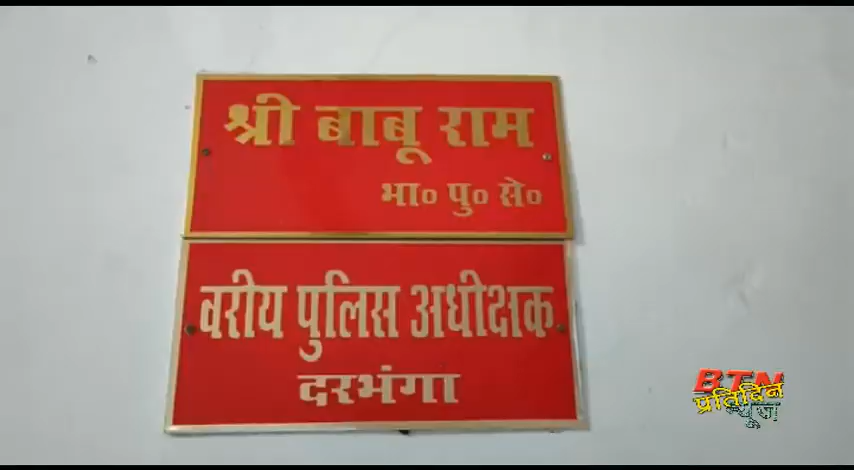 श्री बाबू राम
भा० पु० से०
वरीय पुलिस अधीक्षक
दरभंगा
BTN
प्रतिदिन
न्यूज